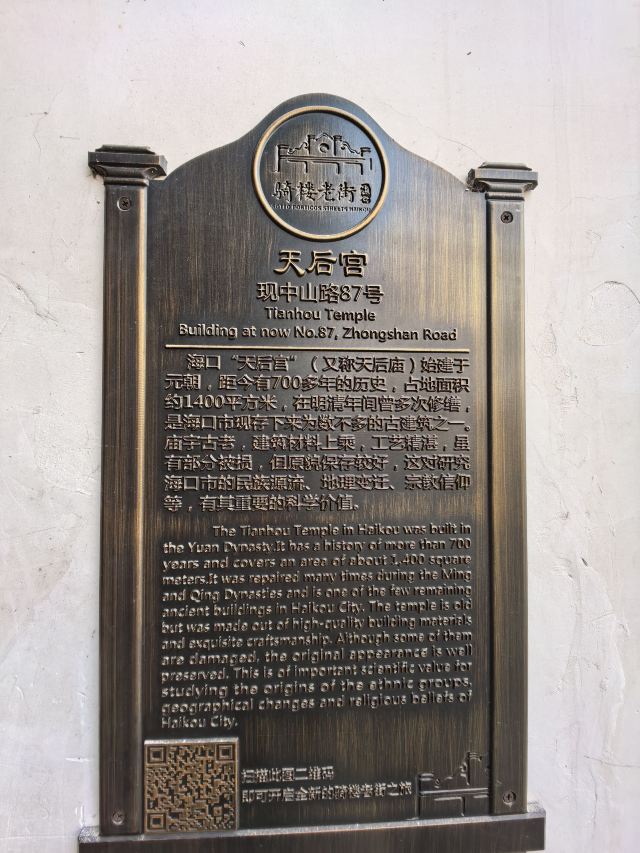 骑楼老街
天后宫
现中山路87号
Tianhou Temple
Building at now No.87, Zhongshan Road
海口“天后宫”（又称天后庙）始建于
元朝，距今有700多年的历史，占地面积
约1400平方米，在明清年间曾多次修缮，
是海口市现存下来为数不多的古建筑之一。
庙宇古老，建筑材料上乘，工艺精湛，虽
有部分被损，但原貌保存较好，这对研究
海口市的民族源流、地理变迁、宗教信仰
等，有其重要的科学价值。
The Tianhou Temple in Haikou was built in
the Yuan Dynasty.It has a history of more than 700
years and covers an area of about 1,400 square
meters.It was repaired many times during the Ming
and Qing Dynasties and is one of the few remaining
ancient buildings in Haikou City. The temple is old
but was made out of high-quality building materials
and exquisite craftsmanship. Although some of them
are damaged, the original appearance is well
preserved. This is of important scientific value for
studying the origins of the ethnic groups,
geographical changes and religious beliefs of
Haikou City.
扫描此图二维码
即可开启全新的骑楼老街之旅